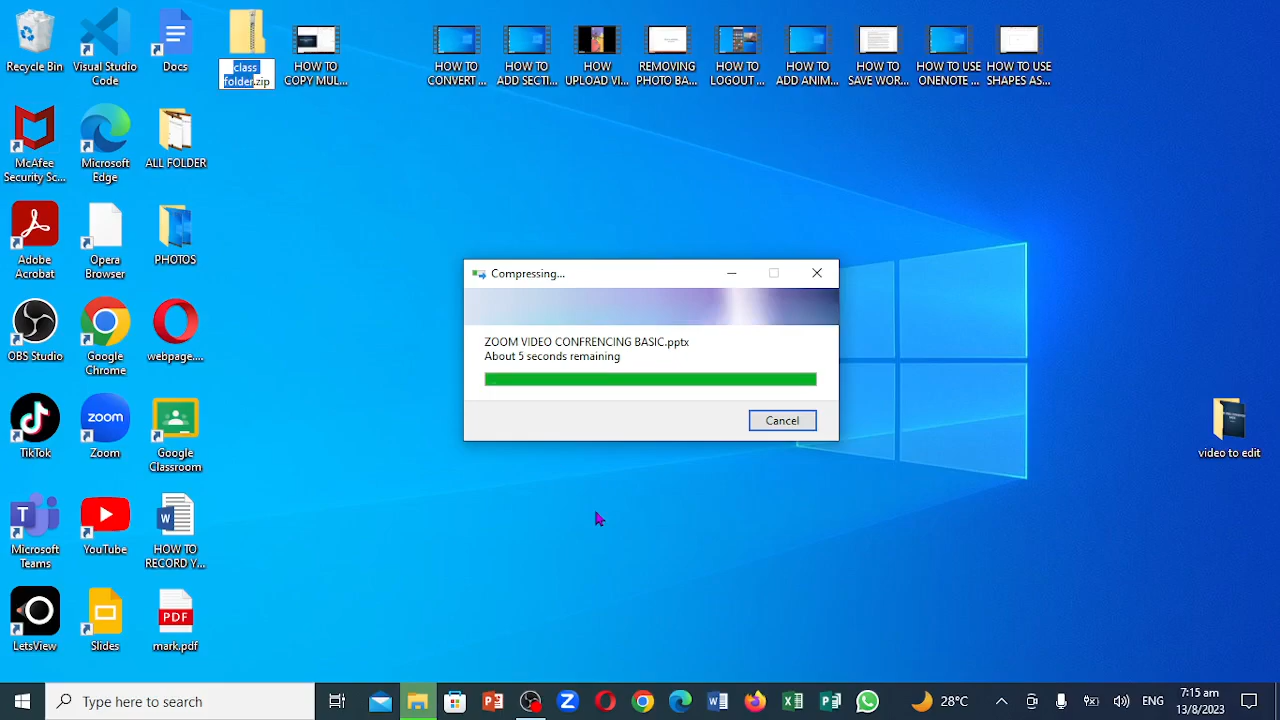 Recycle Bin
Visual Studio
Code
Docs
class
folder.zip
HOW TO
COPY MUL...
HOW TO
CONVERT ...
HOW TO
ADD SECTI...
HOW
UPLOAD VI...
REMOVING
PHOTO BA...
HOW TO
LOGOUT ...
HOW TO
ADD ANIM...
HOW TO
SAVE WOR...
HOW TO USE
ONENOTE ...
HOW TO USE
SHAPES AS...
McAfee
Security Sc...
Microsoft
Edge
ALL FOLDER
Adobe
Acrobat
Opera
Browser
PHOTOS
Compressing...
ZOOM VIDEO CONFRENCING BASIC.pptx
About 5 seconds remaining
Cancel
OBS Studio
Google
Chrome
webpage....
TikTok
zoom
Zoom
Google
Classroom
video to edit
Microsoft
Teams
YouTube
W
HOW TO
RECORD Y...
LetsView
Slides
PDF
mark.pdf
Type here to search
28°C
ENG
7:15 am
13/8/2023